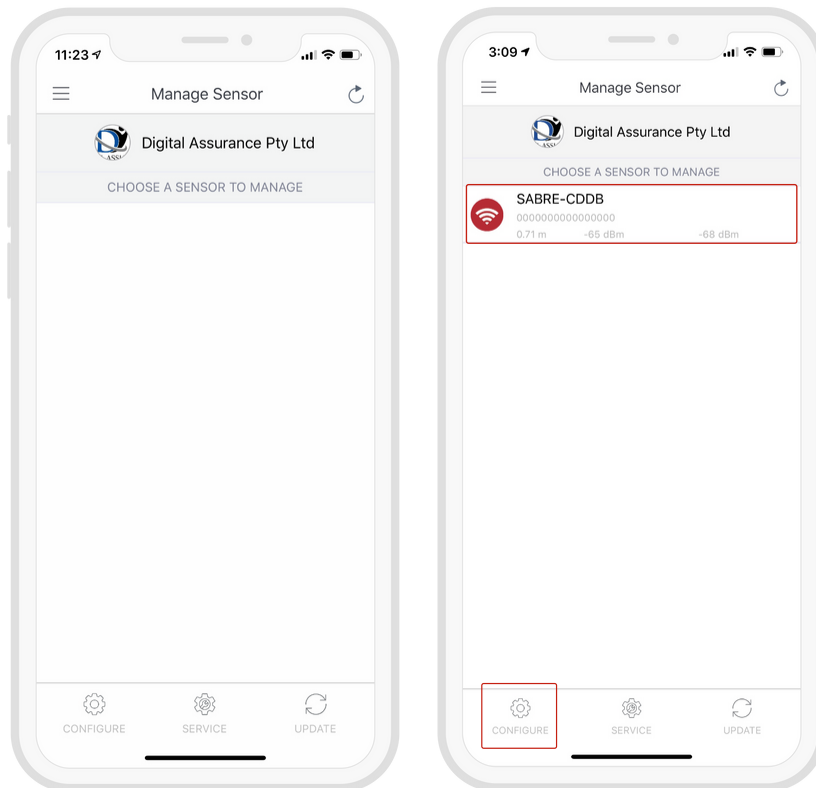 11:23
Manage Sensor
Digital Assurance Pty Ltd
CHOOSE A SENSOR TO MANAGE
CONFIGURE
SERVICE
UPDATE
3:09
Manage Sensor
Digital Assurance Pty Ltd
CHOOSE A SENSOR TO MANAGE
SABRE-CDDB
0000000000000000
0.71 m -65 dBm -68 dBm
CONFIGURE
SERVICE
UPDATE